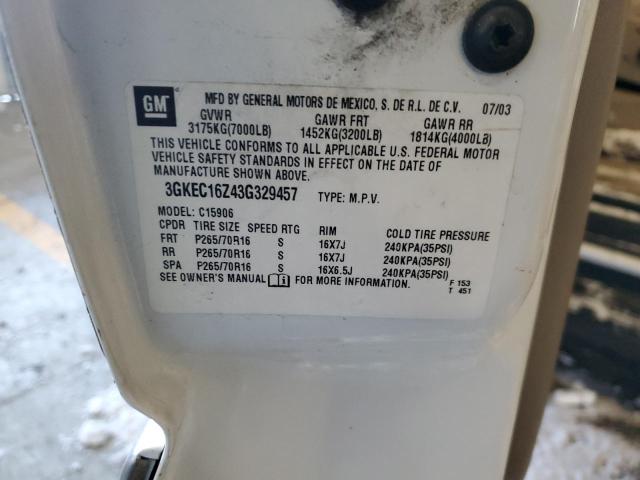 GM
MFD BY GENERAL MOTORS DE MEXICO, S. DE R.L. DE C.V. 07/03
GVWR GAWR FRT GAWR RR
3175KG(7000LB) 1452KG(3200LB) 1814KG(4000LB)
THIS VEHICLE CONFORMS TO ALL APPLICABLE U.S. FEDERAL MOTOR
VEHICLE SAFETY STANDARDS IN EFFECT ON THE DATE OF
MANUFACTURE SHOWN ABOVE.
3GKEC16Z43G329457 TYPE: M.P.V.
MODEL: C15906
CPDR TIRE SIZE SPEED RTG RIM COLD TIRE PRESSURE
FRT P265/70R16 S 16X7J 240KPA(35PSI)
RR P265/70R16 S 16X7J 240KPA(35PSI)
SPA P265/70R16 S 16X6.5J 240KPA(35PSI)
SEE OWNER'S MANUAL FOR MORE INFORMATION.
F 153
T 451